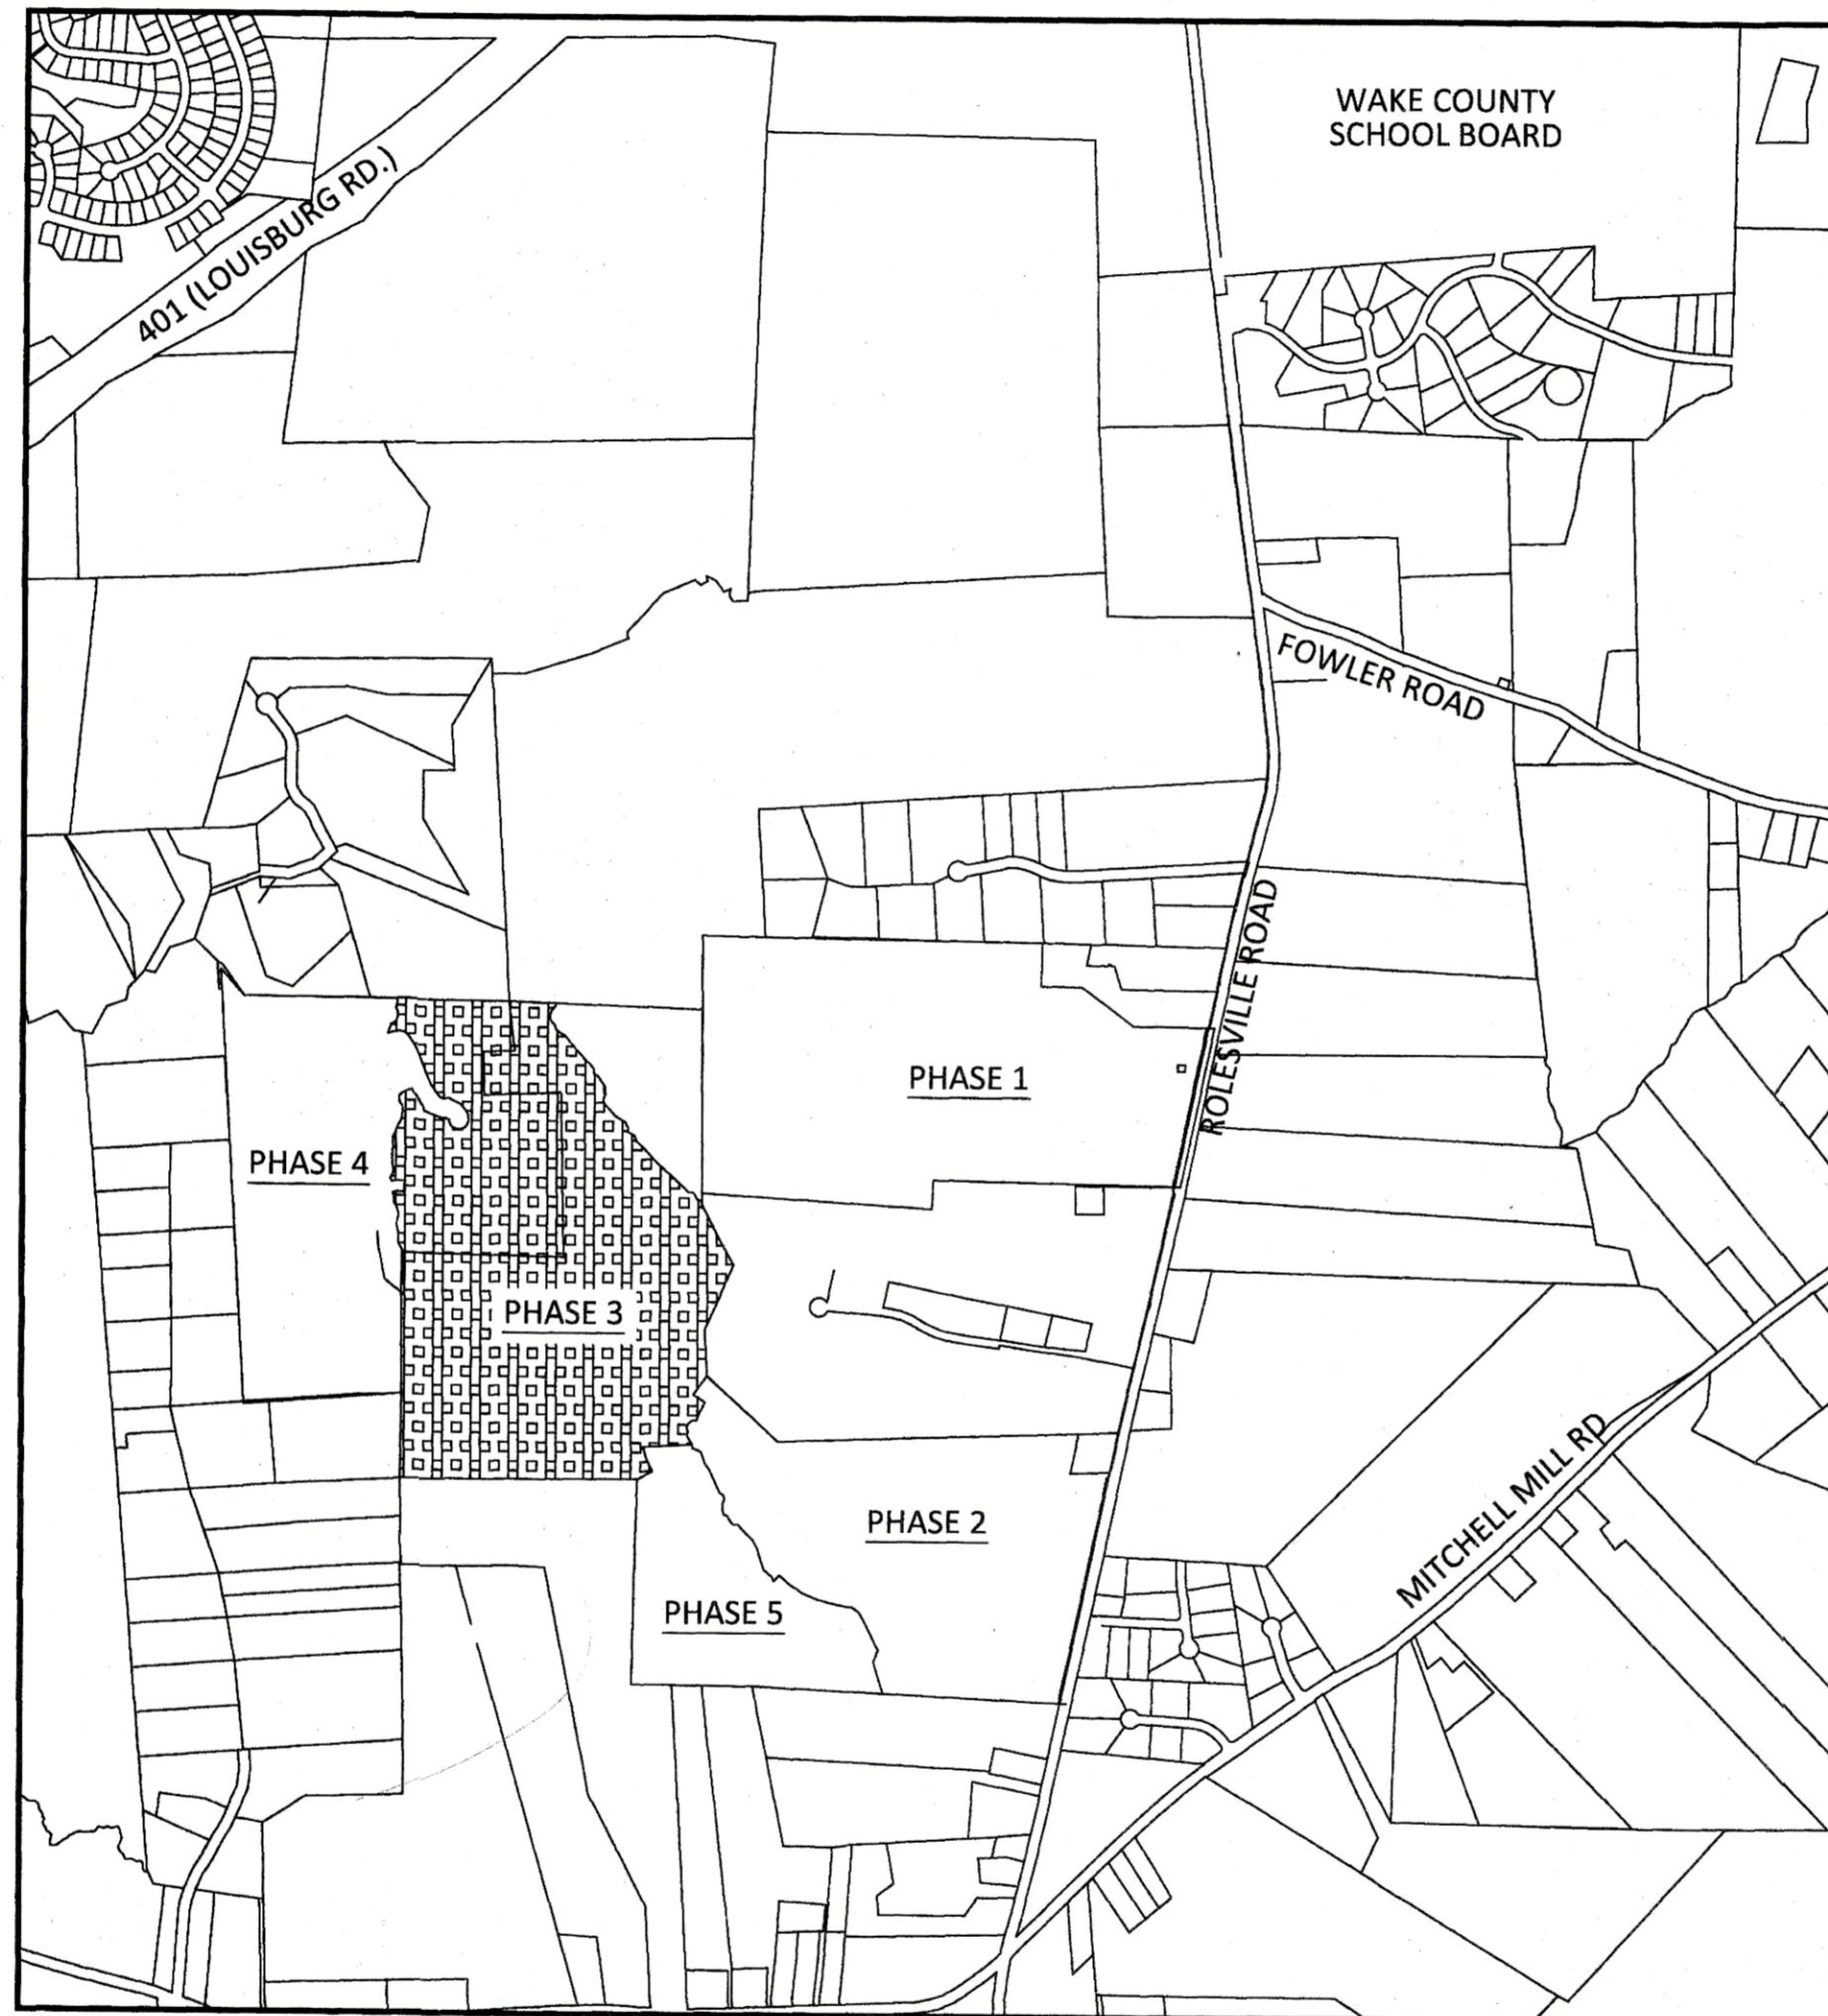 WAKE COUNTY
SCHOOL BOARD
401 (LOUISBURG RD.)
FOWLER ROAD
ROLESVILLE ROAD
PHASE 1
PHASE 4
PHASE 3
MITCHELL MILL RD
PHASE 2
PHASE 5